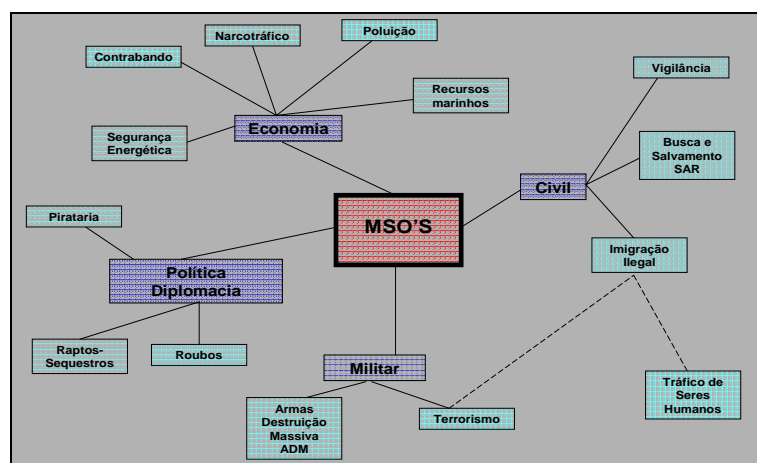 Narcotráfico
Poluição
Contrabando
Vigilância
Recursos
marinhos
Economia
Segurança
Energética
Busca e
Salvamento
SAR
Civil
MSO'S
Pirataria
Imigração
Ilegal
Política
Diplomacia
Raptos-
Sequestros
Roubos
Militar
Tráfico de
Seres
Humanos
Armas
Destruição
Massiva
ADM
Terrorismo